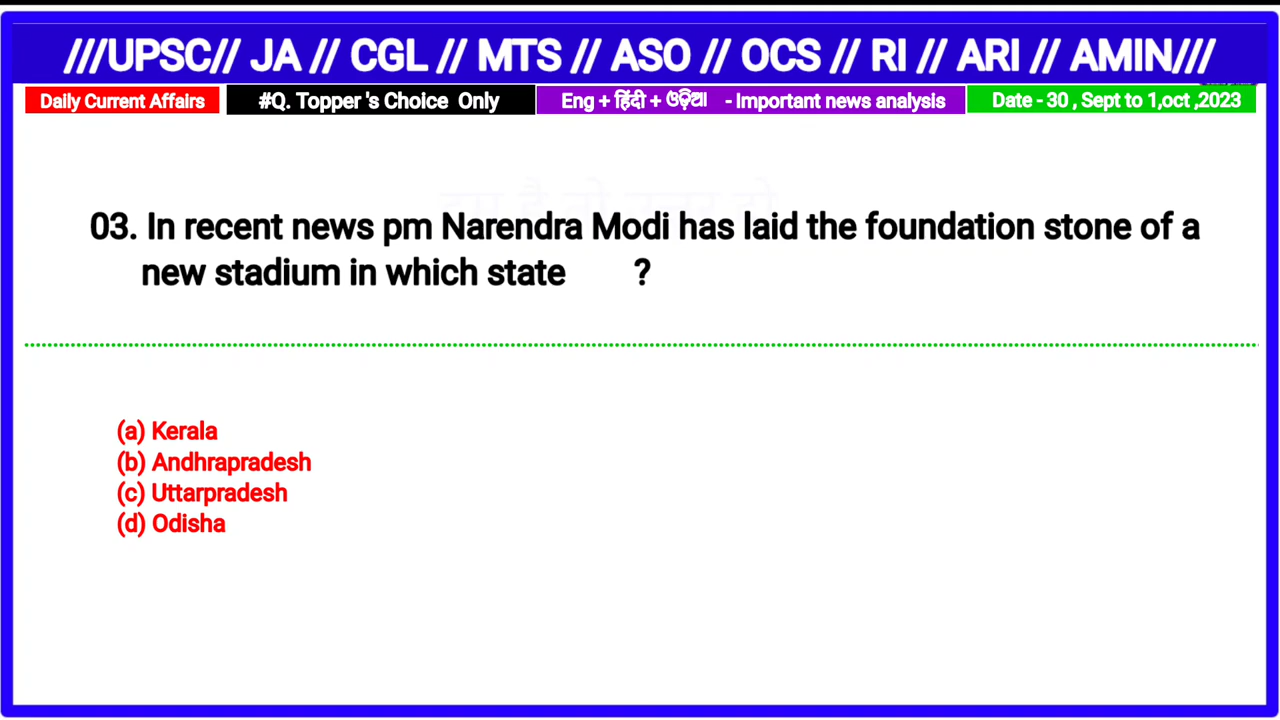 ///UPSC// JA // CGL // MTS // ASO // OCS // RI // ARI // AMIN///
Daily Current Affairs #Q. Topper 's Choice Only Eng + हिंदी + ଓଡ଼ିଆ - Important news analysis Date - 30 , Sept to 1,oct ,2023
03. In recent news pm Narendra Modi has laid the foundation stone of a
new stadium in which state ?
(a) Kerala
(b) Andhrapradesh
(c) Uttarpradesh
(d) Odisha